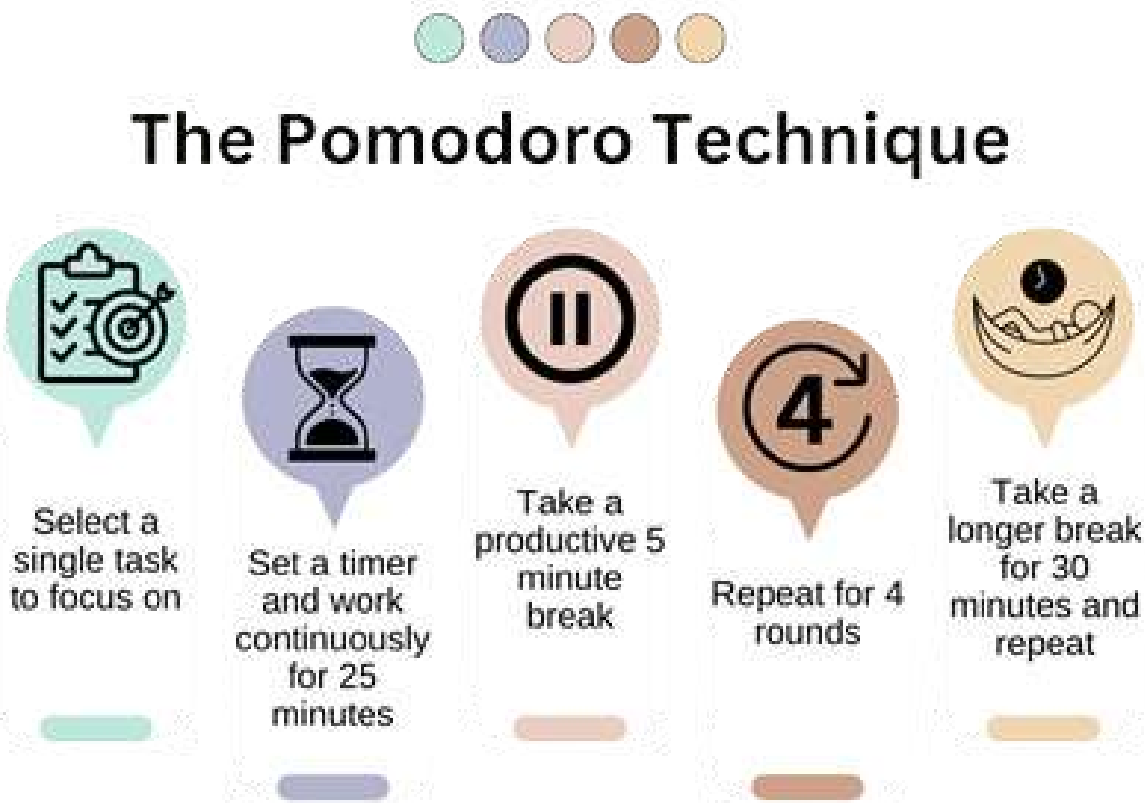 The Pomodoro Technique
Select a
single task
to focus on
Set a timer
and work
continuously
for 25
minutes
Take a
productive 5
minute
break
4
Repeat for 4
rounds
Take a
longer break
for 30
minutes and
repeat